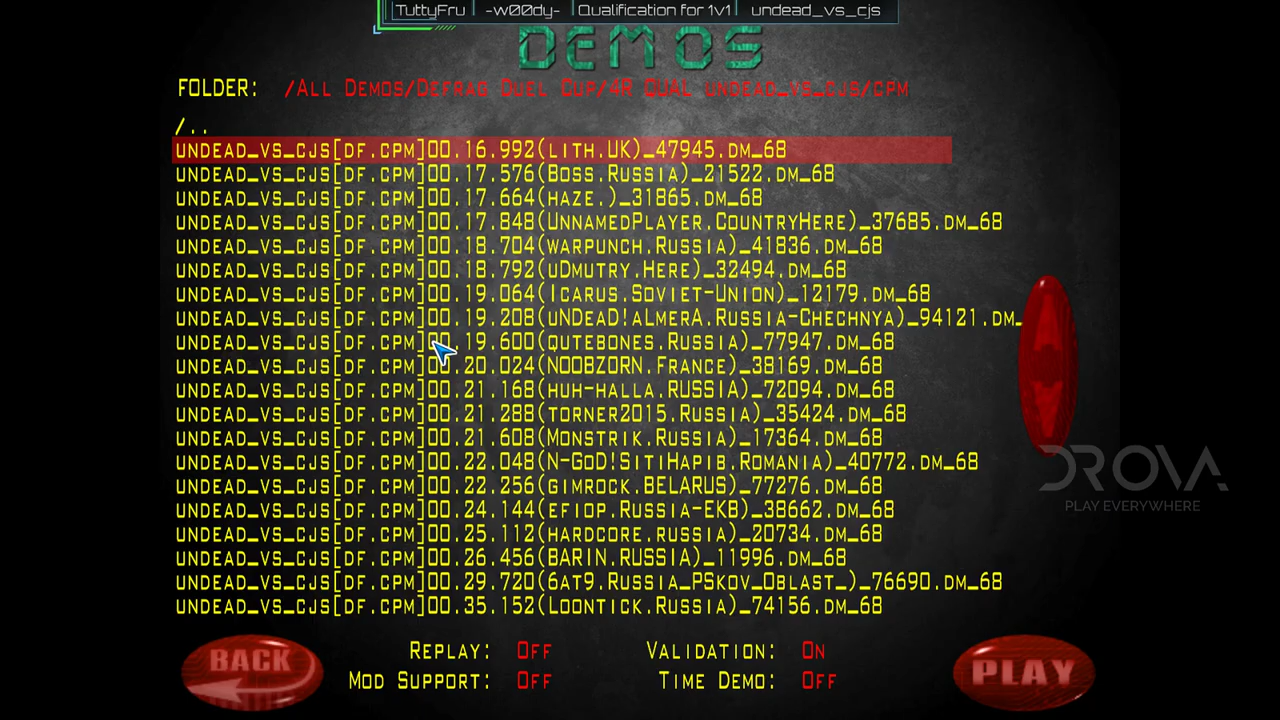 TuttyFru -w00dy- Qualification for 1v1 undead_vs_cjs
DEMOS
FOLDER: /ALL DEMOS/DEFRAG DUEL CUP/4R QUAL UNDEAD_VS_CJS/CPM
/..
UNDEAD_VS_CJS[DF.CPM]00.16.992(LITH.UK)_47945.DM_68
UNDEAD_VS_CJS[DF.CPM]00.17.576(BOSS.RUSSIA)_21522.DM_68
UNDEAD_VS_CJS[DF.CPM]00.17.664(HAZE.)_31865.DM_68
UNDEAD_VS_CJS[DF.CPM]00.17.848(UNNAMEDPLAYER.COUNTRYHERE)_37685.DM_68
UNDEAD_VS_CJS[DF.CPM]00.18.704(WARPUNCH.RUSSIA)_41836.DM_68
UNDEAD_VS_CJS[DF.CPM]00.18.792(UDMUTRY.HERE)_32494.DM_68
UNDEAD_VS_CJS[DF.CPM]00.19.064(ICARUS.SOVIET-UNION)_12179.DM_68
UNDEAD_VS_CJS[DF.CPM]00.19.208(UNDEAD!ALMERA.RUSSIA-CHECHNYA)_94121.DM_
UNDEAD_VS_CJS[DF.CPM]00.19.600(QUTEBONES.RUSSIA)_77947.DM_68
UNDEAD_VS_CJS[DF.CPM]00.20.024(NOOBZORN.FRANCE)_38169.DM_68
UNDEAD_VS_CJS[DF.CPM]00.21.168(HUH-HALLA.RUSSIA)_72094.DM_68
UNDEAD_VS_CJS[DF.CPM]00.21.288(TORNER2015.RUSSIA)_35424.DM_68
UNDEAD_VS_CJS[DF.CPM]00.21.608(MONSTRIK.RUSSIA)_17364.DM_68
UNDEAD_VS_CJS[DF.CPM]00.22.048(N-GOD!SITIHAPIB.ROMANIA)_40772.DM_68
UNDEAD_VS_CJS[DF.CPM]00.22.256(GIMROCK.BELARUS)_77276.DM_68
UNDEAD_VS_CJS[DF.CPM]00.24.144(EFIOP.RUSSIA-EKB)_38662.DM_68
UNDEAD_VS_CJS[DF.CPM]00.25.112(HARDCORE.RUSSIA)_20734.DM_68
UNDEAD_VS_CJS[DF.CPM]00.26.456(BARIN.RUSSIA)_11996.DM_68
UNDEAD_VS_CJS[DF.CPM]00.29.720(6AT9.RUSSIA_PSKOV_OBLAST_)_76690.DM_68
UNDEAD_VS_CJS[DF.CPM]00.35.152(LOONTICK.RUSSIA)_74156.DM_68
DROVA
PLAY EVERYWHERE
BACK
REPLAY: OFF VALIDATION: ON
MOD SUPPORT: OFF TIME DEMO: OFF
PLAY